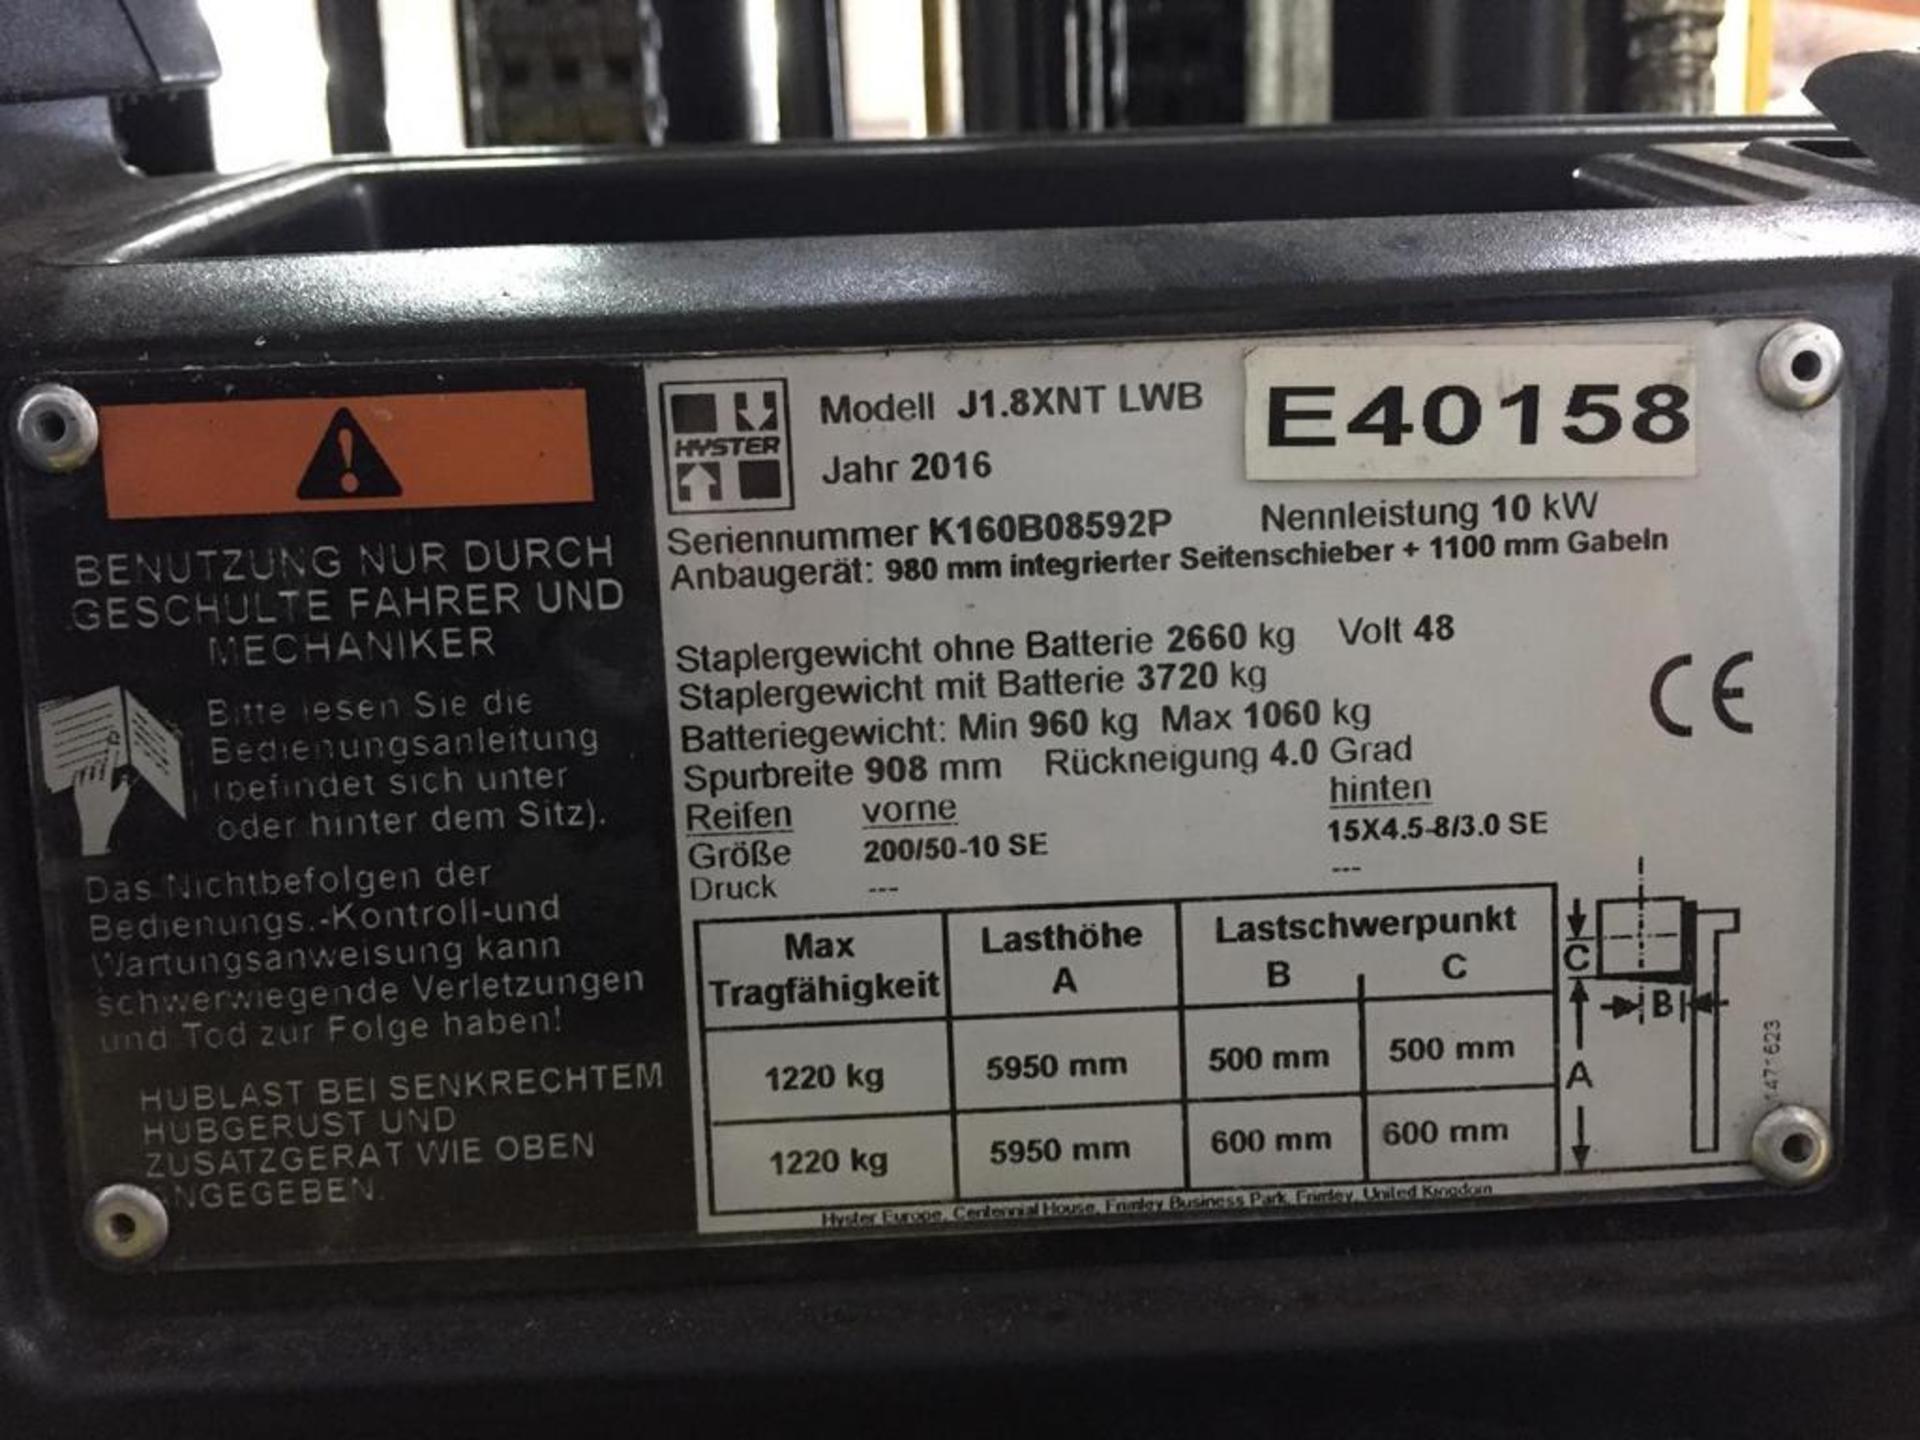 BENUTZUNG NUR DURCH
GESCHULTE FAHRER UND
MECHANIKER
Bitte lesen Sie die
Bedienungsanleitung
(befindet sich unter
oder hinter dem Sitz).
Das Nichtbefolgen der
Bedienungs.-Kontroll-und
Wartungsanweisung kann
schwerwiegende Verletzungen
und Tod zur Folge haben!
HUBLAST BEI SENKRECHTEM
HUBGERUST UND
ZUSATZGERAT WIE OBEN
ANGEGEBEN.
HYSTER
Modell J1.8XNT LWB
E40158
Jahr 2016
Seriennummer K160B08592P Nennleistung 10 kW
Anbaugerät: 980 mm integrierter Seitenschieber + 1100 mm Gabeln
Staplergewicht ohne Batterie 2660 kg Volt 48
Staplergewicht mit Batterie 3720 kg
Batteriegewicht: Min 960 kg Max 1060 kg
Spurbreite 908 mm Rückneigung 4.0 Grad
CE
Reifen vorne hinten
Größe 200/50-10 SE 15X4.5-8/3.0 SE
Druck --- ---
Max Tragfähigkeit Lasthöhe A Lastschwerpunkt B C
1220 kg 5950 mm 500 mm 500 mm
1220 kg 5950 mm 600 mm 600 mm
C
B
A
1471623
Hyster Europe, Centennial House, Frimley Business Park, Frimley, United Kingdom